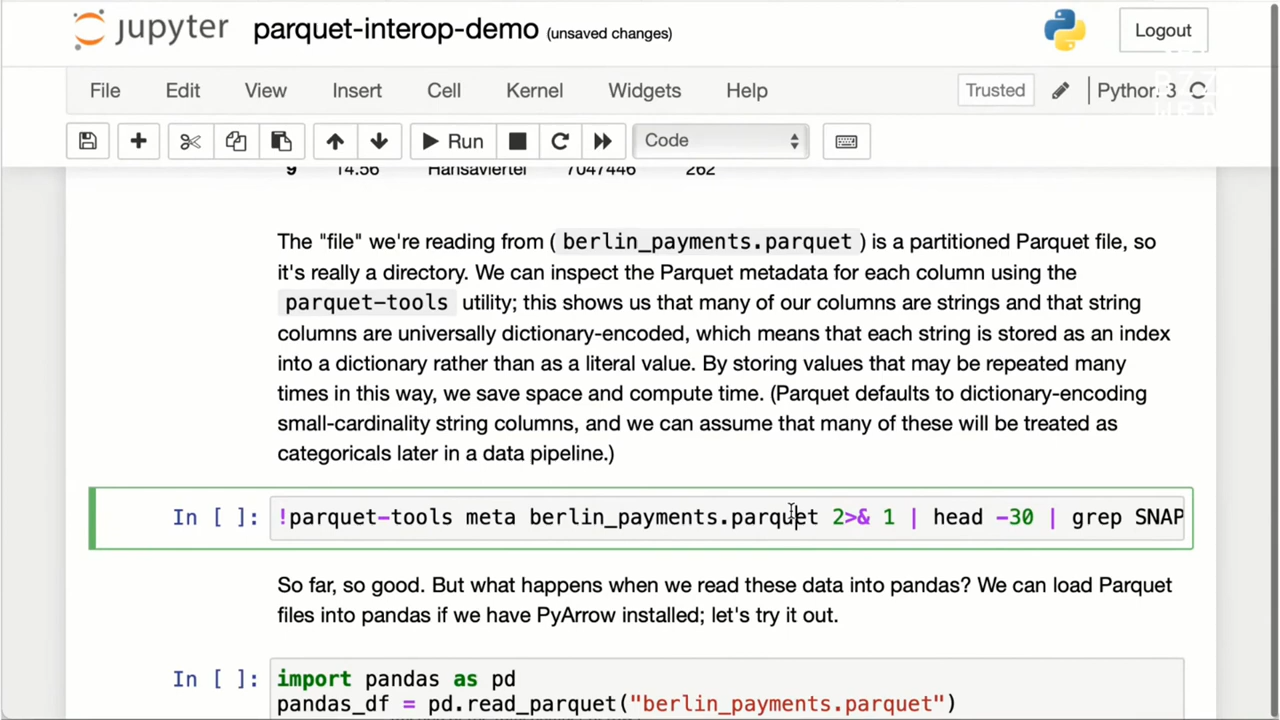 jupyter parquet-interop-demo (unsaved changes) Logout
File Edit View Insert Cell Kernel Widgets Help Trusted Python 3
Run Code
9 14.56 Hansaviertel 7047446 262
The "file" we're reading from ( berlin_payments.parquet ) is a partitioned Parquet file, so
it's really a directory. We can inspect the Parquet metadata for each column using the
parquet-tools utility; this shows us that many of our columns are strings and that string
columns are universally dictionary-encoded, which means that each string is stored as an index
into a dictionary rather than as a literal value. By storing values that may be repeated many
times in this way, we save space and compute time. (Parquet defaults to dictionary-encoding
small-cardinality string columns, and we can assume that many of these will be treated as
categoricals later in a data pipeline.)
In [ ]: !parquet-tools meta berlin_payments.parquet 2>& 1 | head -30 | grep SNAP
So far, so good. But what happens when we read these data into pandas? We can load Parquet
files into pandas if we have PyArrow installed; let's try it out.
In [ ]: import pandas as pd
pandas_df = pd.read_parquet("berlin_payments.parquet")